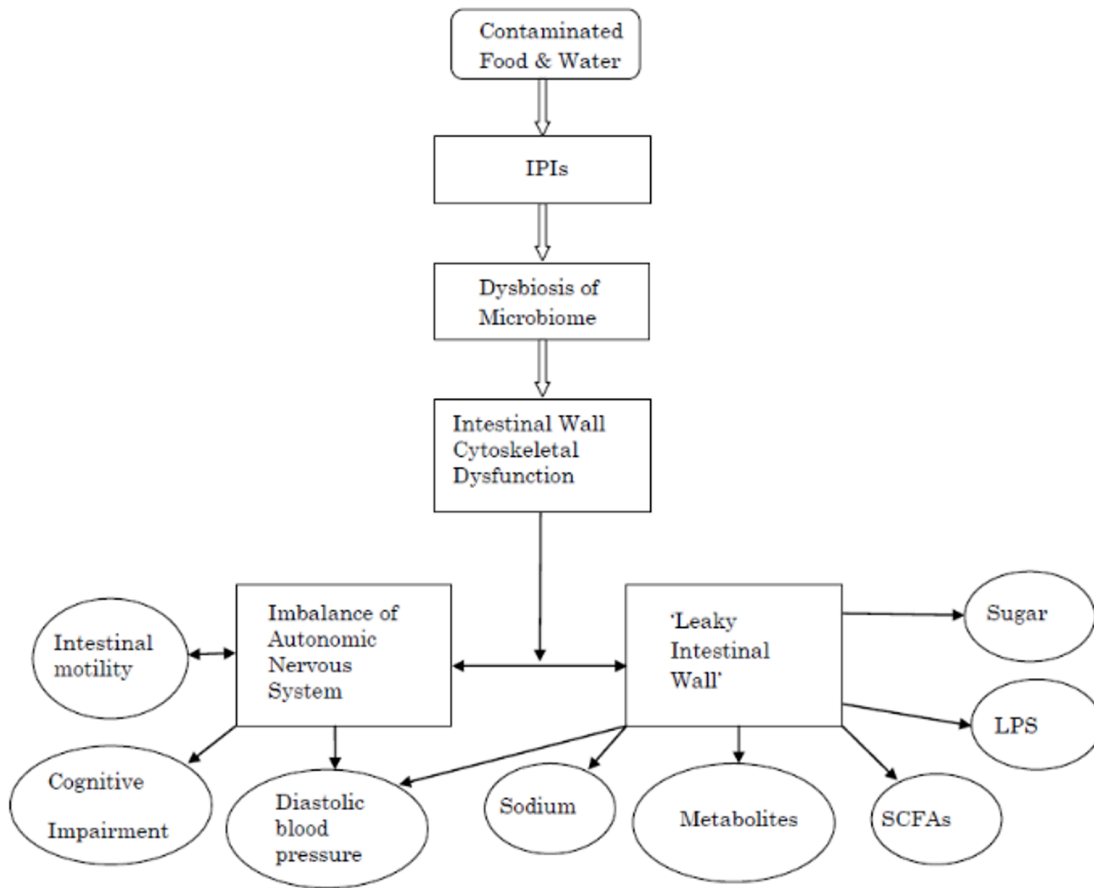 Contaminated
Food & Water
IPIs
Dysbiosis of
Microbiome
Intestinal Wall
Cytoskeletal
Dysfunction
Intestinal
motility
Imbalance of
Autonomic
Nervous
System
'Leaky
Intestinal
Wall'
Sugar
LPS
Cognitive
Impairment
Diastolic
blood
pressure
Sodium
Metabolites
SCFAs